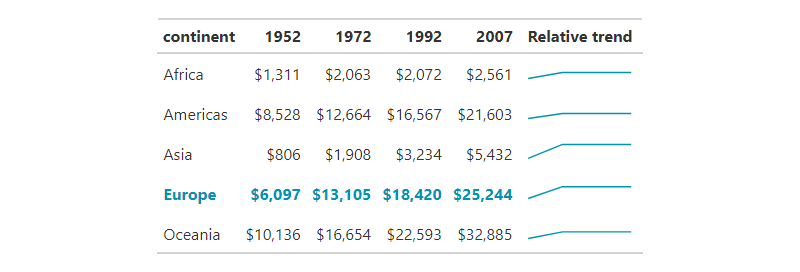 continent 1952 1972 1992 2007 Relative trend
Africa $1,311 $2,063 $2,072 $2,561
Americas $8,528 $12,664 $16,567 $21,603
Asia $806 $1,908 $3,234 $5,432
Europe $6,097 $13,105 $18,420 $25,244
Oceania $10,136 $16,654 $22,593 $32,885